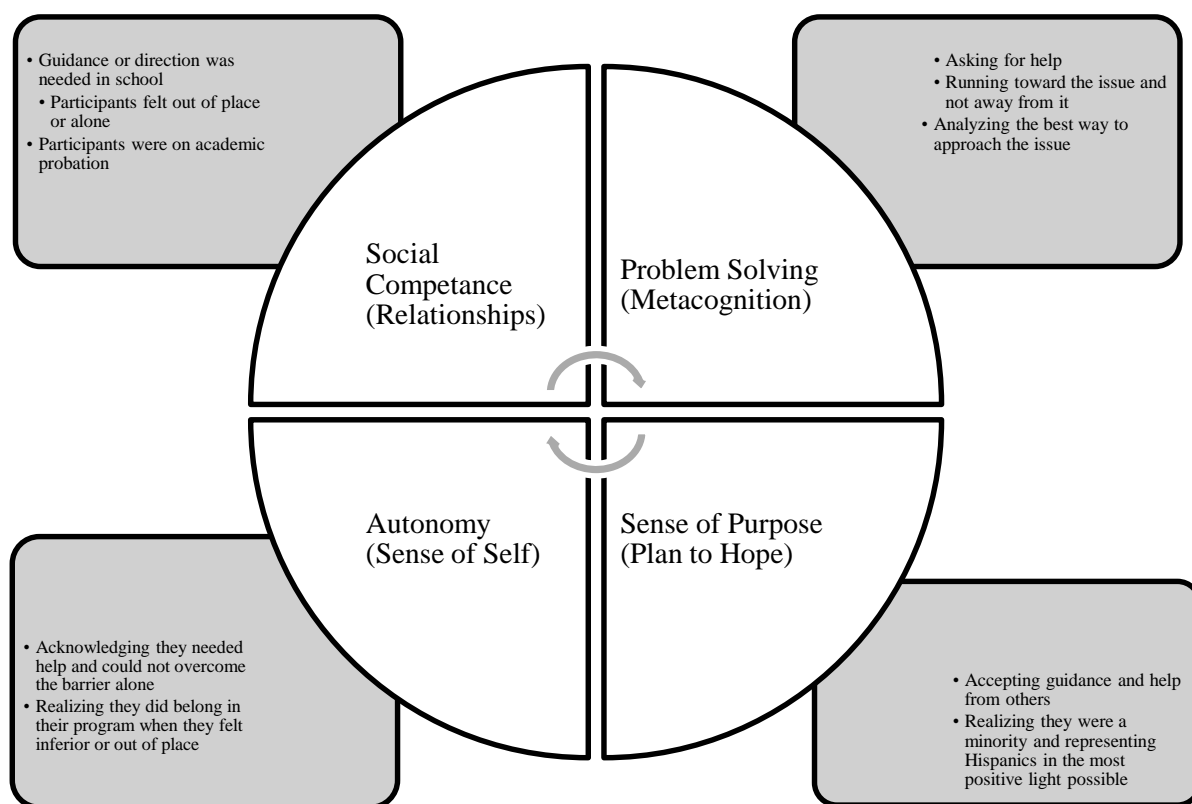 • Guidance or direction was
needed in school
• Participants felt out of place
or alone
• Participants were on academic
probation
• Asking for help
• Running toward the issue and
not away from it
• Analyzing the best way to
approach the issue
Social
Competance
(Relationships)
Problem Solving
(Metacognition)
Autonomy
(Sense of Self)
Sense of Purpose
(Plan to Hope)
• Acknowledging they needed
help and could not overcome
the barrier alone
• Realizing they did belong in
their program when they felt
inferior or out of place
• Accepting guidance and help
from others
• Realizing they were a
minority and representing
Hispanics in the most
positive light possible